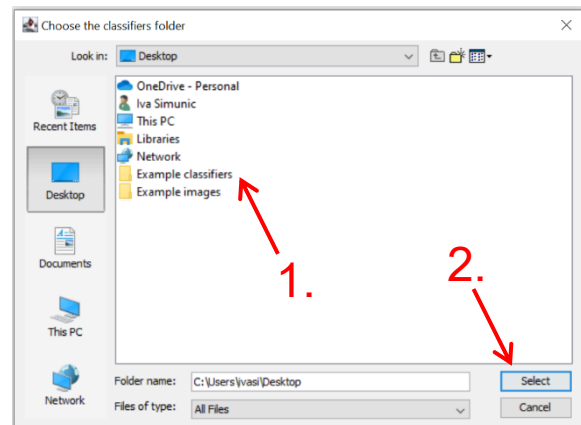 Choose the classifiers folder
Look in:
Desktop
OneDrive - Personal
Iva Simunic
This PC
Libraries
Network
Example classifiers
Example images
Recent Items
Desktop
Documents
This PC
Network
1.
2.
Folder name:
C:\Users\ivasi\Desktop
Select
Files of type:
All Files
Cancel